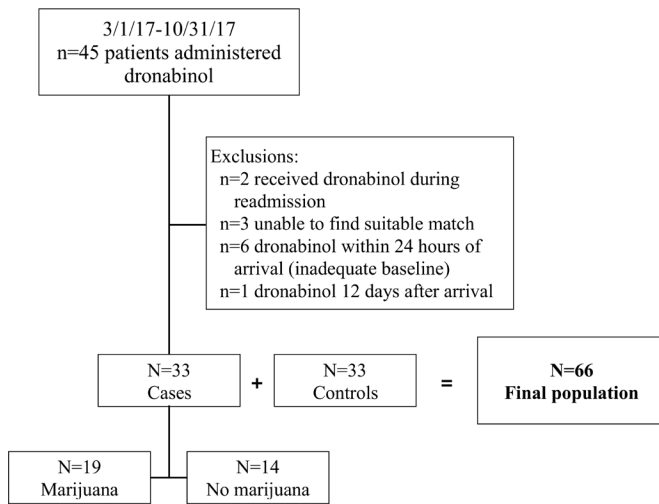 3/1/17-10/31/17
n=45 patients administered
dronabinol
Exclusions:
n=2 received dronabinol during
readmission
n=3 unable to find suitable match
n=6 dronabinol within 24 hours of
arrival (inadequate baseline)
n=1 dronabinol 12 days after arrival
N=33
Cases
+
N=33
Controls
=
N=66
Final population
N=19
Marijuana
N=14
No marijuana